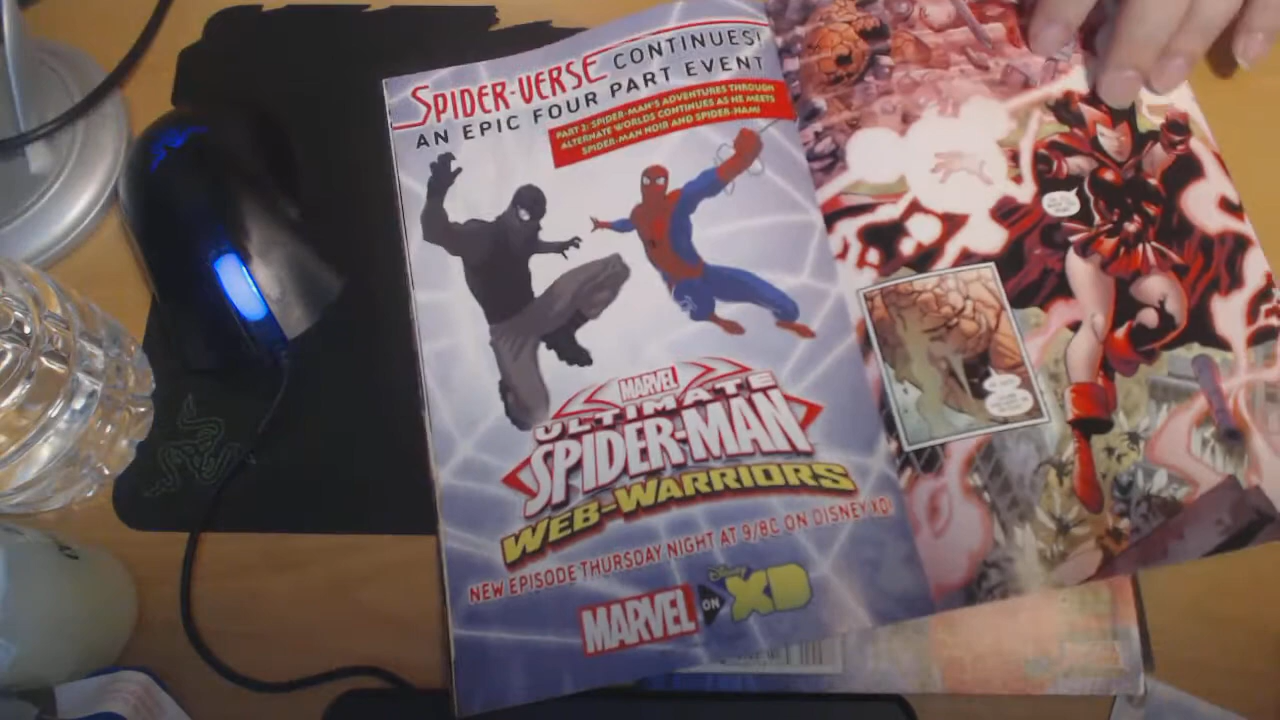 SPIDER-VERSE CONTINUES!
AN EPIC FOUR PART EVENT
PART 3: SPIDER-MAN'S ADVENTURES THROUGH
ALTERNATE WORLDS CONTINUES AS HE MEETS
SPIDER-MAN NOIR AND SPIDER-HAM!
MARVEL
ULTIMATE
SPIDER-MAN
WEB-WARRIORS
NEW EPISODE THURSDAY NIGHT AT 9/8C ON DISNEY XD!
MARVEL ON Disney XD